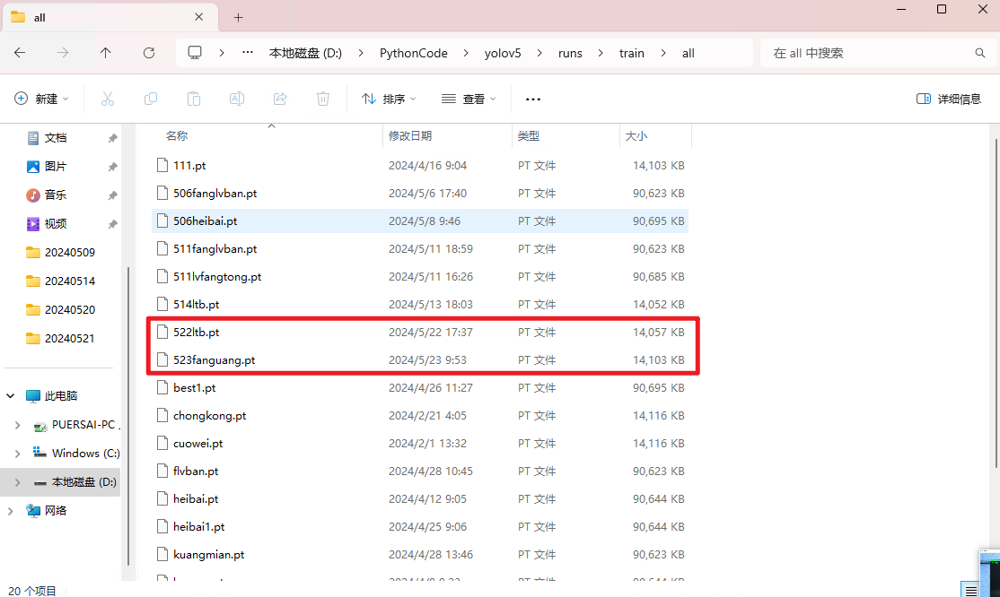 all
本地磁盘 (D:) PythonCode yolov5 runs train all
在 all 中搜索
新建 排序 查看 详细信息
文档
图片
音乐
视频
20240509
20240514
20240520
20240521
此电脑
PUERSAI-PC
Windows (C:)
本地磁盘 (D:)
网络
名称 修改日期 类型 大小
111.pt 2024/4/16 9:04 PT 文件 14,103 KB
506fanglvban.pt 2024/5/6 17:40 PT 文件 90,623 KB
506heibai.pt 2024/5/8 9:46 PT 文件 90,695 KB
511fanglvban.pt 2024/5/11 18:59 PT 文件 90,623 KB
511lvfangtong.pt 2024/5/11 16:26 PT 文件 90,685 KB
514ltb.pt 2024/5/13 18:03 PT 文件 14,052 KB
522ltb.pt 2024/5/22 17:37 PT 文件 14,057 KB
523fanguang.pt 2024/5/23 9:53 PT 文件 14,103 KB
best1.pt 2024/4/26 11:27 PT 文件 90,695 KB
chongkong.pt 2024/2/21 4:05 PT 文件 14,116 KB
cuowei.pt 2024/2/1 13:32 PT 文件 14,116 KB
flvban.pt 2024/4/28 10:45 PT 文件 90,623 KB
heibai.pt 2024/4/12 9:05 PT 文件 90,644 KB
heibai1.pt 2024/4/25 9:06 PT 文件 90,644 KB
kuangmian.pt 2024/4/28 13:46 PT 文件 90,623 KB
20 个项目